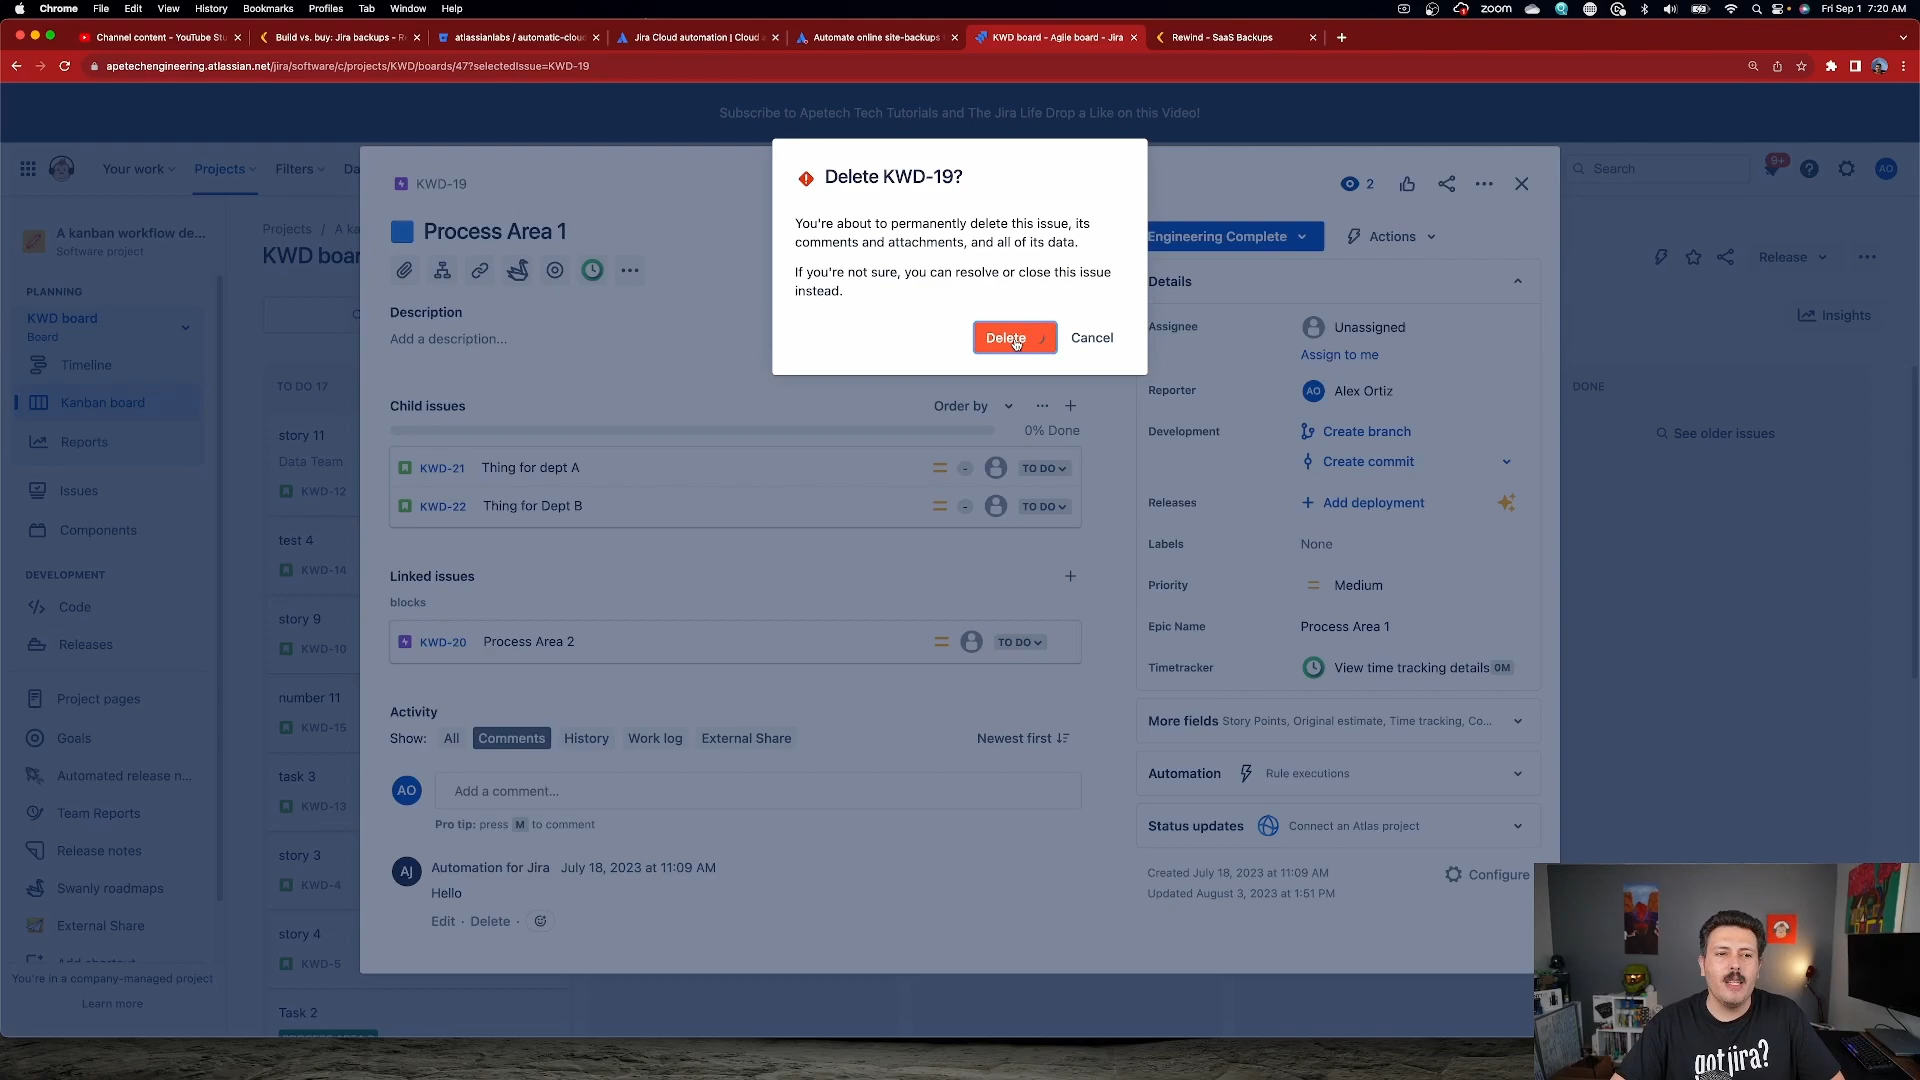 Chrome File Edit View History Bookmarks Profiles Tab Window Help
zoom Fri Sep 1 7:20 AM
Channel content - YouTube Stu
Build vs. buy: Jira backups - Re
atlassianlabs / automatic-cloud
Jira Cloud automation | Cloud a
Automate online site-backups
KWD board - Agile board - Jira
Rewind - SaaS Backups
apetechengineering.atlassian.net/jira/software/c/projects/KWD/boards/47?selectedIssue=KWD-19
Subscribe to Apetech Tech Tutorials and The Jira Life Drop a Like on this Video!
Your work Projects Filters Da
Search
9+
AO
A kanban workflow de...
Software project
PLANNING
KWD board
Board
Timeline
Kanban board
Reports
Issues
Components
DEVELOPMENT
Code
Releases
Project pages
Goals
Automated release n...
Team Reports
Release notes
Swanly roadmaps
External Share
You're in a company-managed project
Learn more
Projects / A ka
KWD boar
TO DO 17
story 11
Data Team
KWD-12
test 4
KWD-14
story 9
KWD-10
number 11
KWD-15
task 3
KWD-13
story 3
KWD-4
story 4
KWD-5
Task 2
KWD-19
Process Area 1
Description
Add a description...
Child issues
Order by
0% Done
KWD-21 Thing for dept A - TO DO
KWD-22 Thing for Dept B - TO DO
Linked issues
blocks
KWD-20 Process Area 2 TO DO
Activity
Show: All Comments History Work log External Share Newest first
AO Add a comment...
Pro tip: press M to comment
AJ Automation for Jira July 18, 2023 at 11:09 AM
Hello
Edit · Delete ·
Delete KWD-19?
You're about to permanently delete this issue, its
comments and attachments, and all of its data.
If you're not sure, you can resolve or close this issue
instead.
Delete Cancel
2
Engineering Complete Actions
Details
Assignee Unassigned
Assign to me
Reporter AO Alex Ortiz
Development Create branch
Create commit
Releases Add deployment
Labels None
Priority Medium
Epic Name Process Area 1
Timetracker View time tracking details 0M
More fields Story Points, Original estimate, Time tracking, Co...
Automation Rule executions
Status updates Connect an Atlas project
Created July 18, 2023 at 11:09 AM
Updated August 3, 2023 at 1:51 PM
Configure
Release
Insights
DONE
See older issues
got jira?